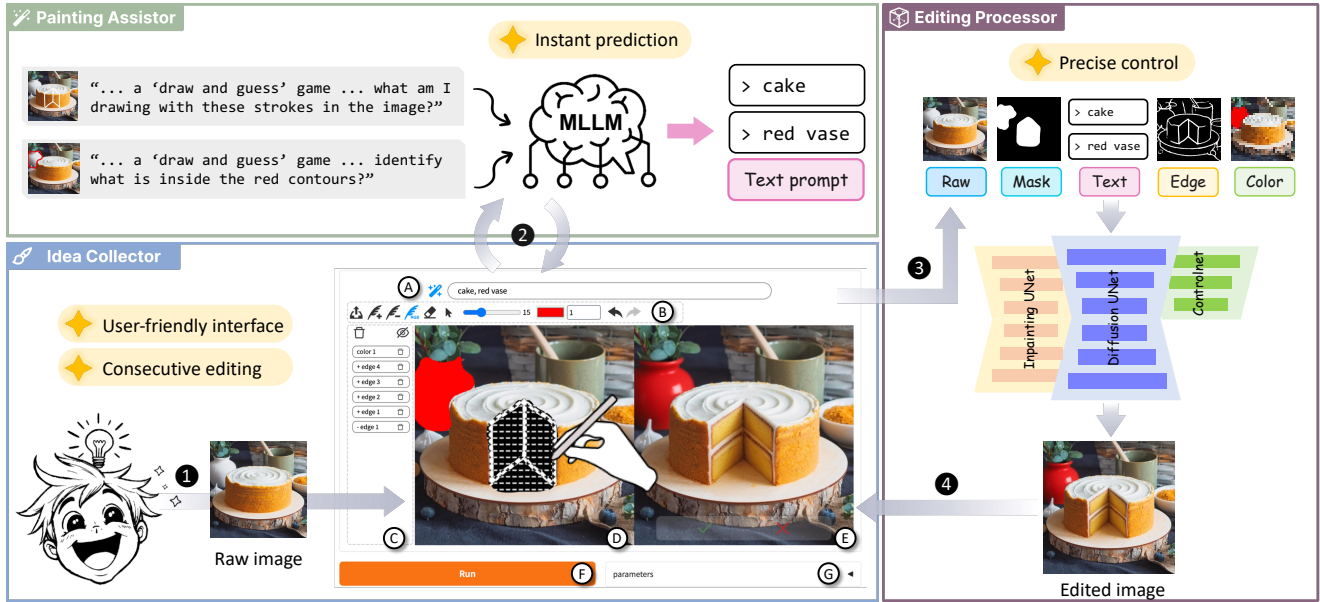 Painting Assistor
Instant prediction
"... a 'draw and guess' game ... what am I
drawing with these strokes in the image?"
"... a 'draw and guess' game ... identify
what is inside the red contours?"
MLLM
> cake
> red vase
Text prompt
2
Idea Collector
User-friendly interface
Consecutive editing
1
Raw image
A
cake, red vase
15
1
B
color 1
+ edge 4
+ edge 3
+ edge 2
+ edge 1
- edge 1
C
D
E
Run
F
parameters
G
Editing Processor
Precise control
> cake
> red vase
Raw
Mask
Text
Edge
Color
3
Inpainting UNet
Diffusion UNet
Controlnet
4
Edited image